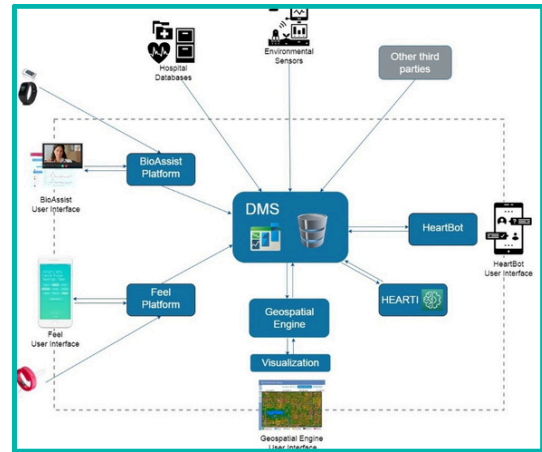 Hospital
Databases
Environmental
Sensors
Other third
parties
BioAssist
Platform
BioAssist
User Interface
DMS
HeartBot
HeartBot
User Interface
Feel
Platform
Feel
User Interface
HEARTI
Geospatial
Engine
Visualization
Geospatial Engine
User Interface